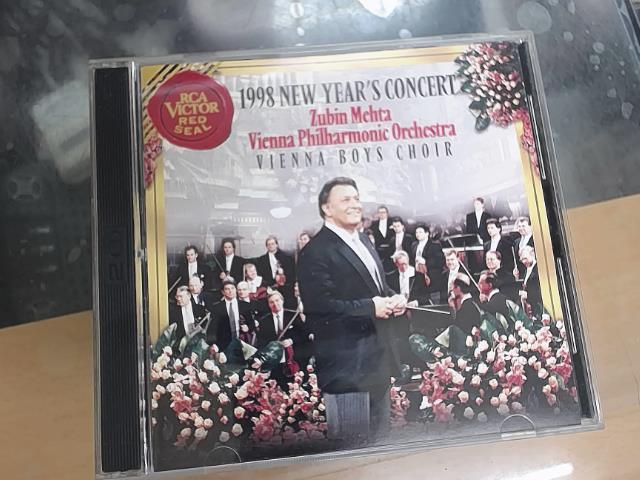 RCA
VICTOR
RED
SEAL
1998 NEW YEAR'S CONCERT
Zubin Mehta
Vienna Philharmonic Orchestra
VIENNA BOYS CHOIR